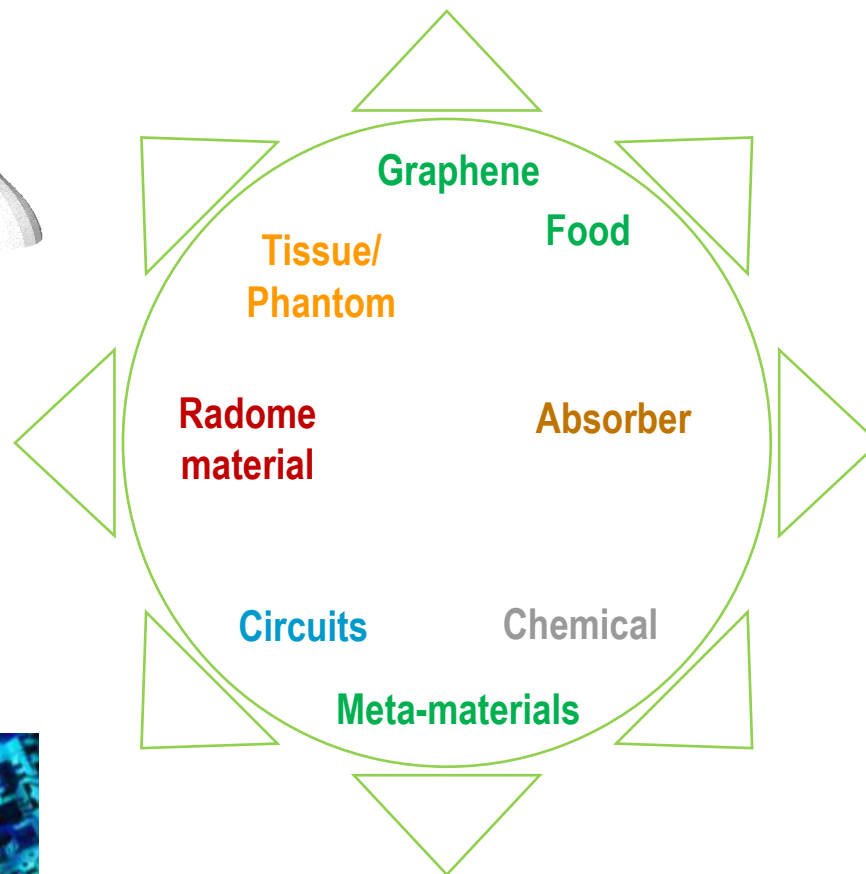 Graphene
Food
Tissue/
Phantom
Radome
material
Absorber
Circuits
Chemical
Meta-materials